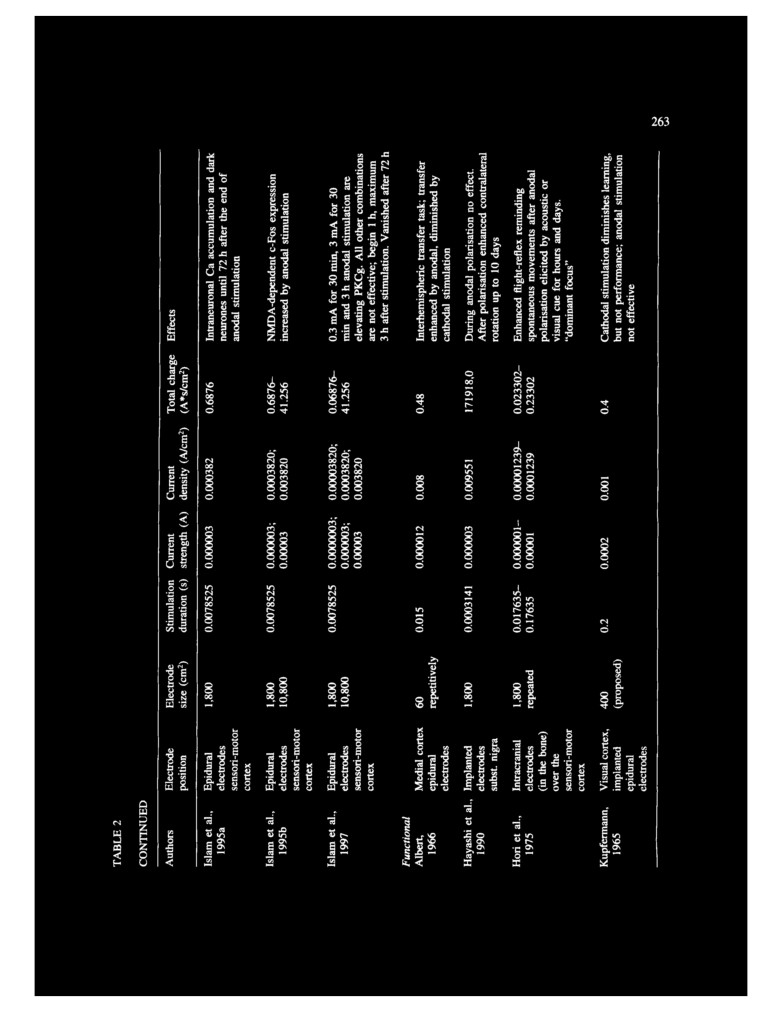 263
TABLE 2
CONTINUED
Authors Electrode Electrode Stimulation Current Current Total charge Effects
position size (cm²) duration (s) strength (A) density (A/cm²) (A*s/cm²)
Islam et al., Epidural 1,800 0.0078525 0.000003 0.000382 0.6876 Intraneuronal Ca accumulation and dark
1995a electrodes neurones until 72 h after the end of
sensori-motor anodal stimulation
cortex
Islam et al., Epidural 1,800 0.0078525 0.000003; 0.0003820; 0.6876– NMDA-dependent c-Fos expression
1995b electrodes 10,800 0.00003 0.003820 41.256 increased by anodal stimulation
sensori-motor
cortex
Islam et al., Epidural 1,800 0.0078525 0.0000003; 0.00003820; 0.06876– 0.3 mA for 30 min, 3 mA for 30
1997 electrodes 10,800 0.000003; 0.0003820; 41.256 min and 3 h anodal stimulation are
sensori-motor 0.00003 0.003820 elevating PKCg. All other combinations
cortex are not effective; begin 1 h, maximum
3 h after stimulation. Vanished after 72 h
Functional
Albert, Medial cortex 60 0.015 0.000012 0.008 0.48 Interhemispheric transfer task; transfer
1966 epidural repetitively enhanced by anodal, diminished by
electrodes cathodal stimulation
Hayashi et al., Implanted 1,800 0.0003141 0.000003 0.009551 171918,0 During anodal polarisation no effect.
1990 electrodes After polarisation enhanced contralateral
subst. nigra rotation up to 10 days
Hori et al., Intracranial 1,800 0.017635– 0.000001– 0.00001239– 0.023302– Enhanced flight-reflex reminding
1975 electrodes repeated 0.17635 0.00001 0.0001239 0.23302 spontaneous movements after anodal
(in the bone) polarisation elicited by acoustic or
over the visual cue for hours and days.
sensori-motor "dominant focus"
cortex
Kupfermann, Visual cortex, 400 0.2 0.0002 0.001 0.4 Cathodal stimulation diminishes learning,
1965 implanted (proposed) but not performance; anodal stimulation
epidural not effective
electrodes